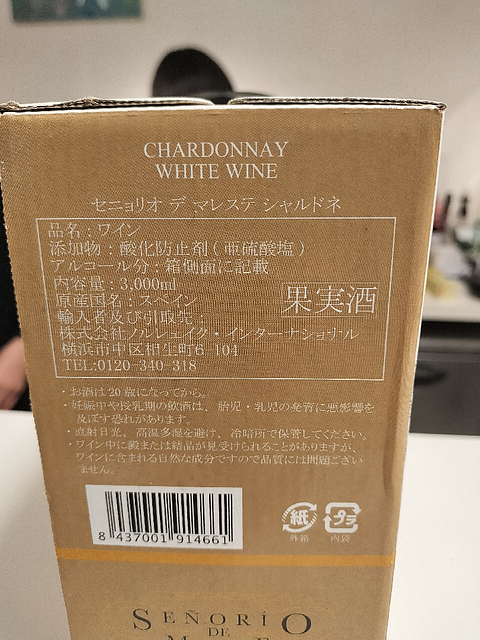 CHARDONNAY
WHITE WINE
セニョリオ デ マレステ シャルドネ
品名：ワイン
添加物：酸化防止剤(亜硫酸塩)
アルコール分：箱側面に記載
内容量：3,000ml
原産国名：スペイン
果実酒
輸入者及び引取先：
株式会社ノルレェイク・インターナショナル
横浜市中区相生町6-104
TEL:0120-340-318
・お酒は20歳になってから。
・妊娠中や授乳期の飲酒は、胎児・乳児の発育に悪影響を
及ぼす恐れがあります。
・直射日光、高温多湿を避け、冷暗所で保管してください。
・ワイン中に澱または結晶が見受けられることがありますが、
ワインに含まれる自然な成分ですので品質には問題ござい
ません。
8 437001 914661
紙
外箱
プラ
内袋
SEÑORÍO
DE